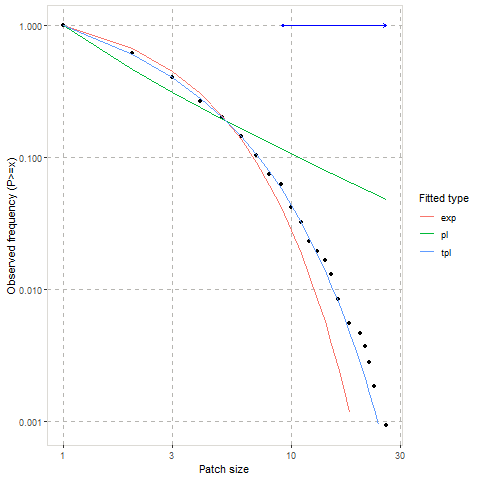 1.000
0.100
0.010
0.001
Observed frequency (P>=x)
1
3
10
30
Patch size
Fitted type
exp
pl
tpl